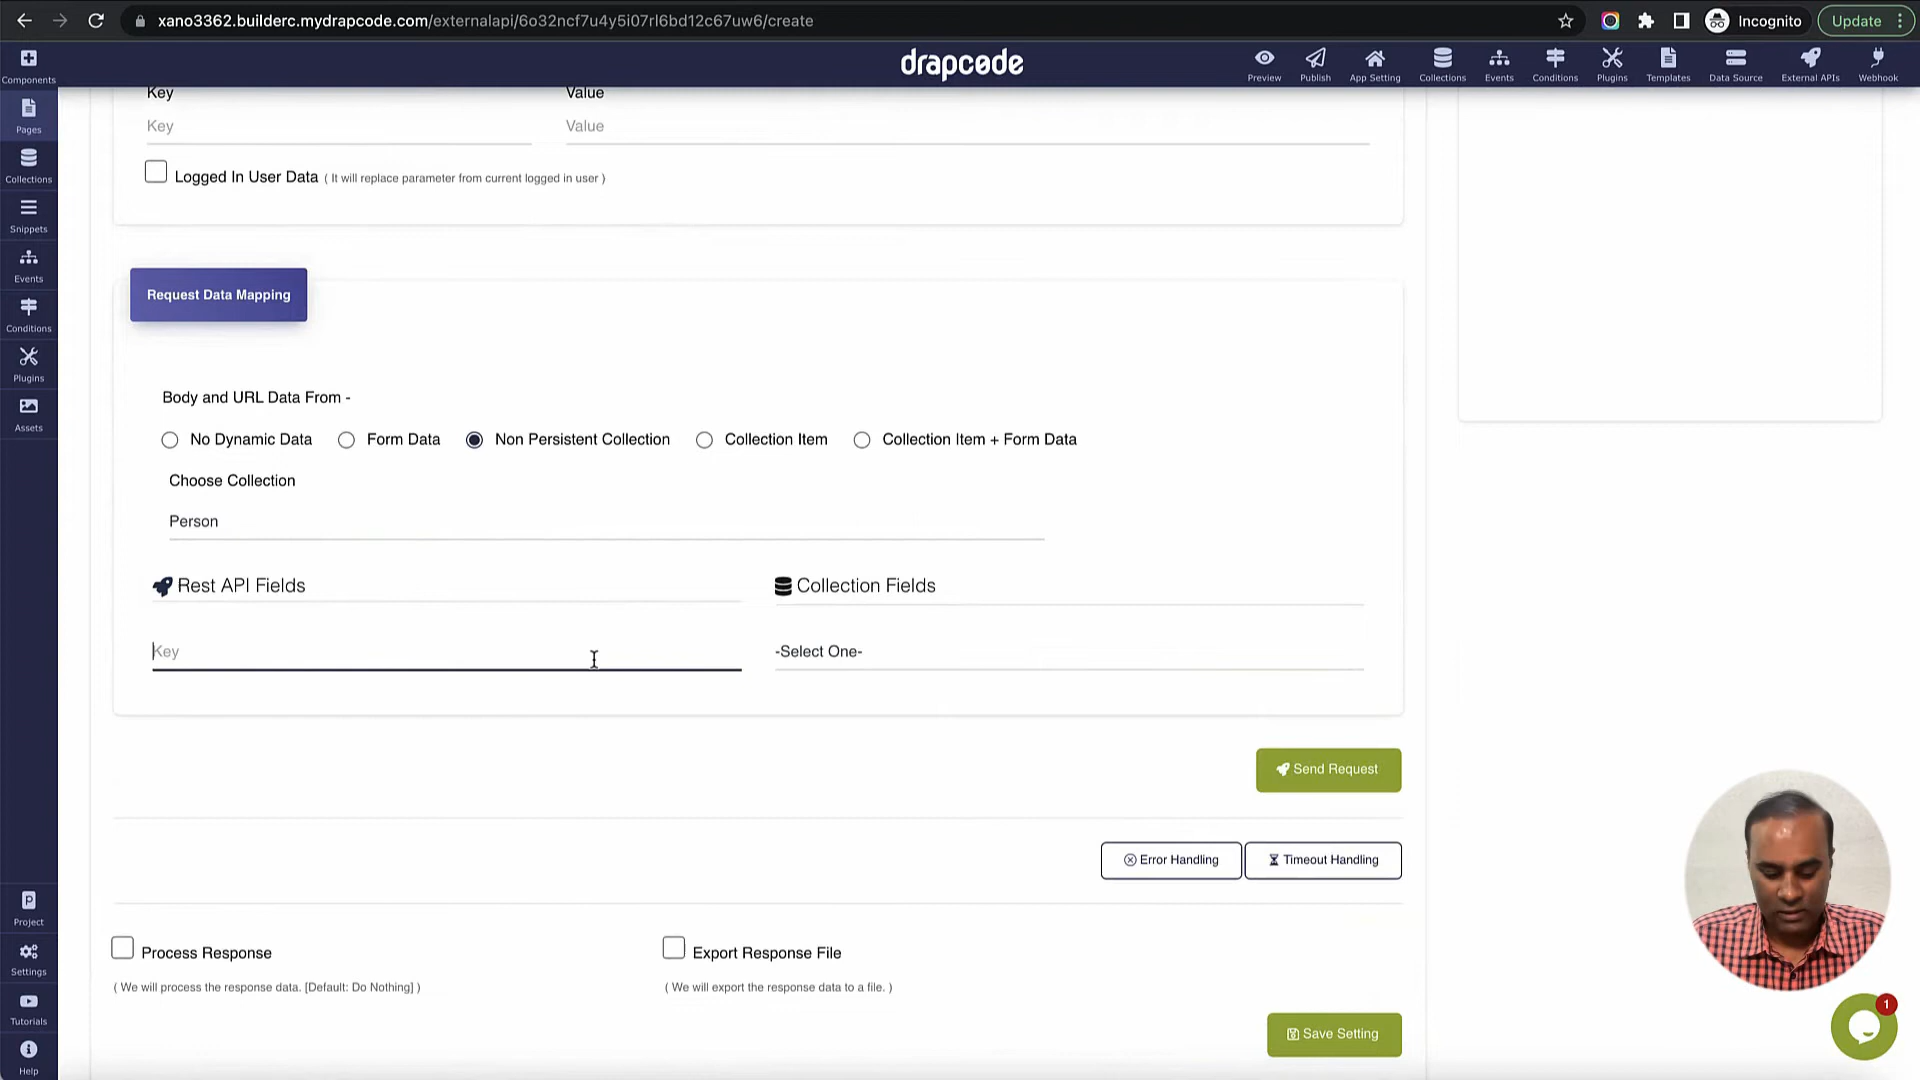 xano3362.builderc.mydrapcode.com/externalapi/6o32ncf7u4y5i07rl6bd12c67uw6/create
Incognito
Update
Components
drapcode
Preview
Publish
App Setting
Collections
Events
Conditions
Plugins
Templates
Data Source
External APIs
Webhook
Pages
Collections
Snippets
Events
Conditions
Plugins
Assets
Project
Settings
Tutorials
Help
Key Value
Key Value
Logged In User Data ( It will replace parameter from current logged in user )
Request Data Mapping
Body and URL Data From -
No Dynamic Data Form Data Non Persistent Collection Collection Item Collection Item + Form Data
Choose Collection
Person
Rest API Fields Collection Fields
Key -Select One-
Send Request
Error Handling Timeout Handling
Process Response Export Response File
( We will process the response data. [Default: Do Nothing] ) ( We will export the response data to a file. )
Save Setting
1